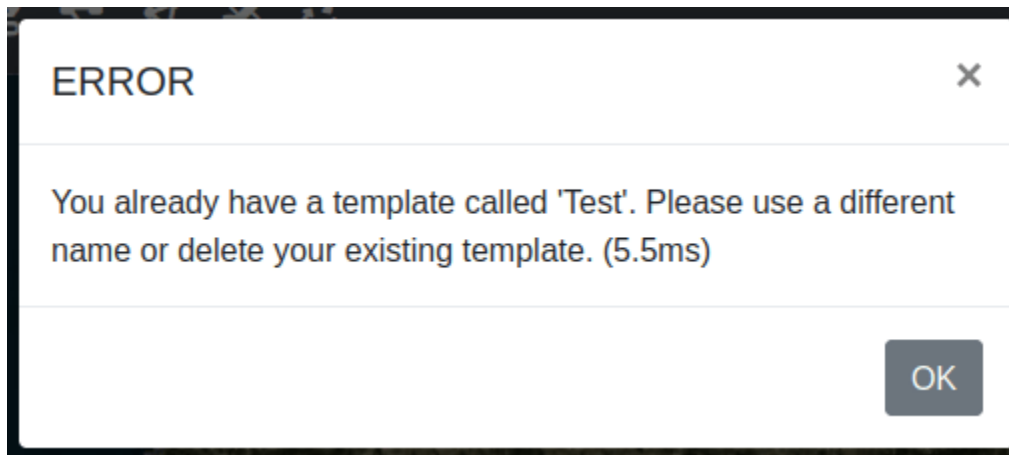 ERROR
×
You already have a template called 'Test'. Please use a different
name or delete your existing template. (5.5ms)
OK